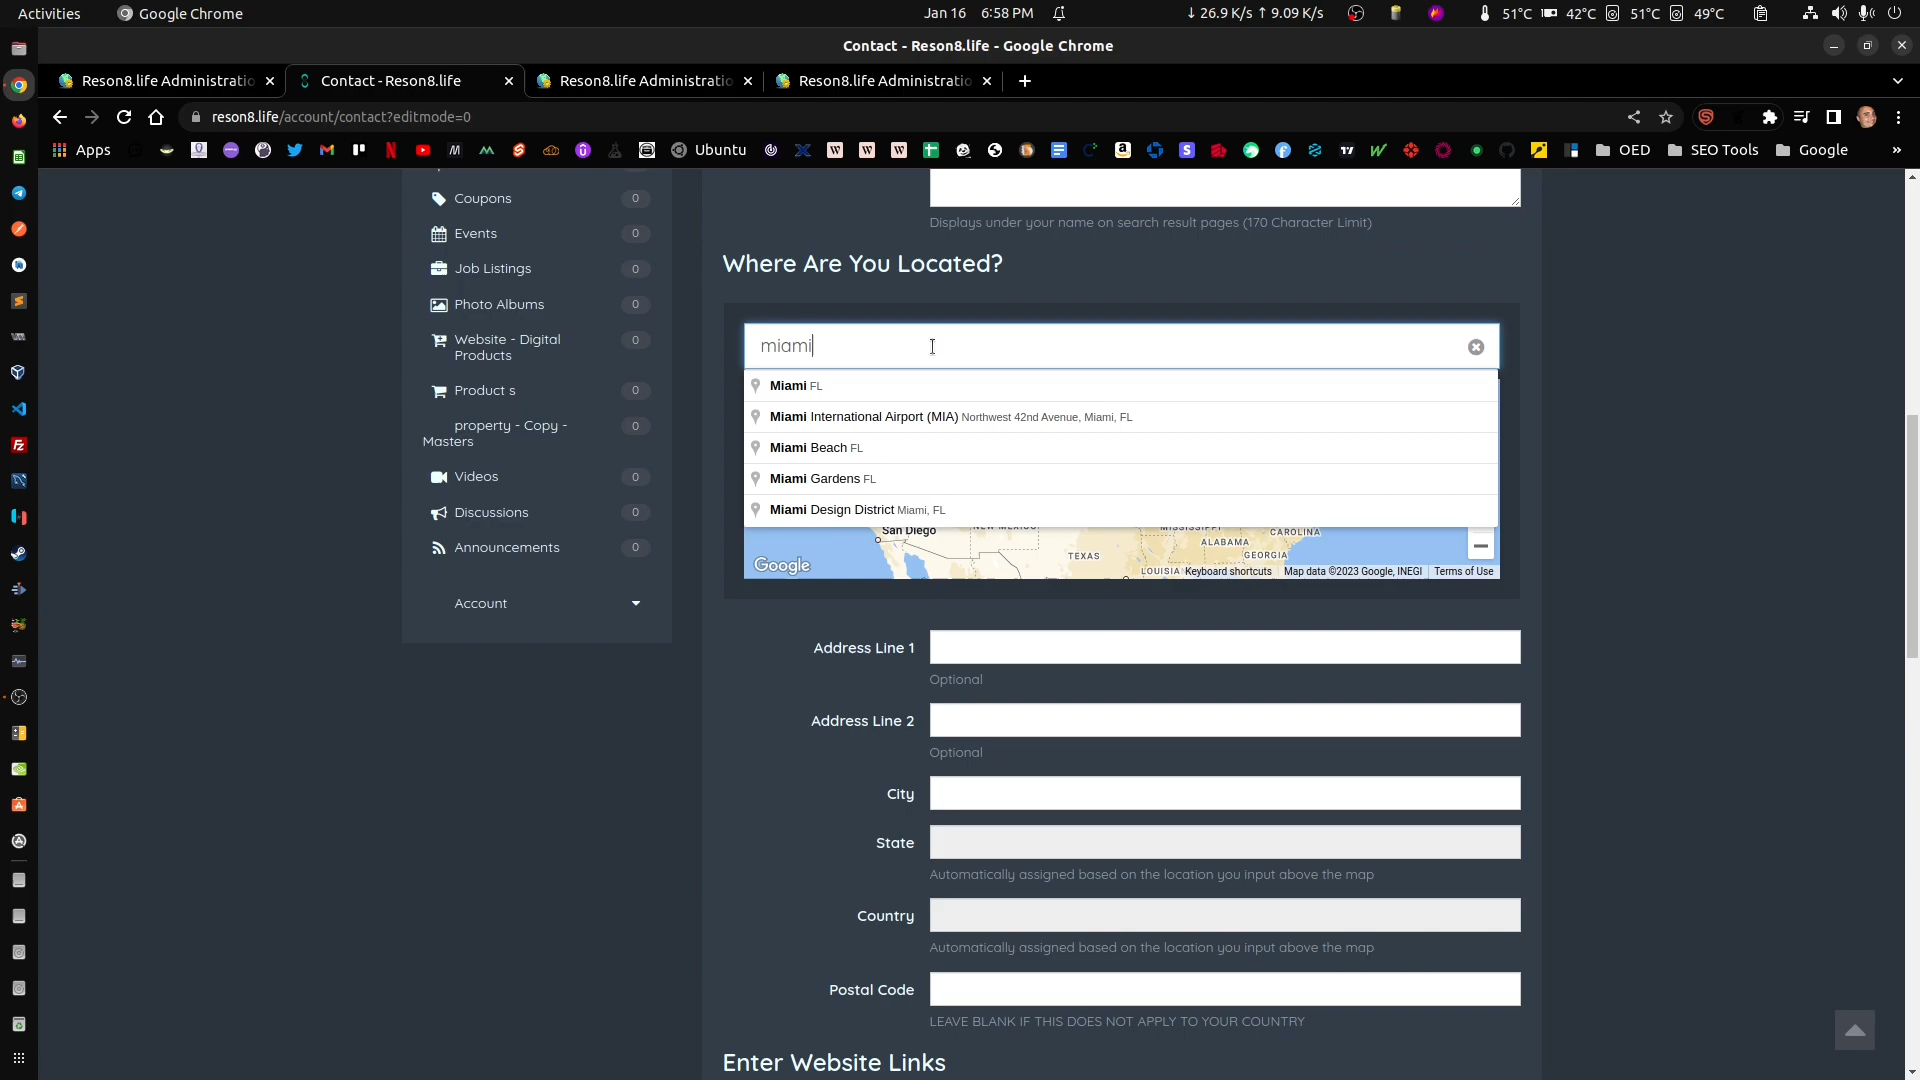 Activities
Google Chrome
Jan 16 6:58 PM
↓ 26.9 K/s ↑ 9.09 K/s
51°C
42°C
51°C
49°C
Contact - Reson8.life - Google Chrome
Reson8.life Administratio
Contact - Reson8.life
Reson8.life Administratio
Reson8.life Administratio
reson8.life/account/contact?editmode=0
Apps
Ubuntu
OED
SEO Tools
Google
»
Coupons 0
Events 0
Job Listings 0
Photo Albums 0
Website - Digital 0
Products
Product s 0
property - Copy - 0
Masters
Videos 0
Discussions 0
Announcements 0
Account
Displays under your name on search result pages (170 Character Limit)
Where Are You Located?
miami
Miami FL
Miami International Airport (MIA) Northwest 42nd Avenue, Miami, FL
Miami Beach FL
Miami Gardens FL
Miami Design District Miami, FL
San Diego
NEW MEXICO
MISSISSIPPI
CAROLINA
ALABAMA
TEXAS
GEORGIA
Google
LOUISIA
Keyboard shortcuts
Map data ©2023 Google, INEGI
Terms of Use
Address Line 1
Optional
Address Line 2
Optional
City
State
Automatically assigned based on the location you input above the map
Country
Automatically assigned based on the location you input above the map
Postal Code
LEAVE BLANK IF THIS DOES NOT APPLY TO YOUR COUNTRY
Enter Website Links